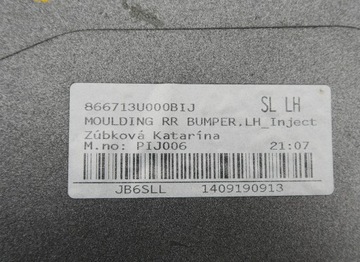 866713U000BIJ SL LH
MOULDING RR BUMPER,LH_Inject
Zúbková Katarína
M.no: PIJ006 21:07
JB6SLL 1409190913